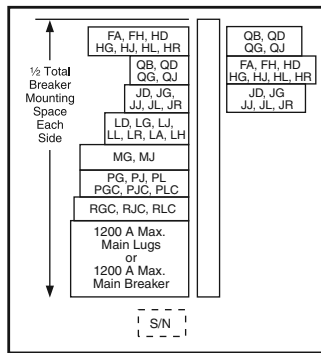 ½ Total
Breaker
Mounting
Space
Each
Side
FA, FH, HD
HG, HJ, HL, HR
QB, QD
QG, QJ
JD, JG,
JJ, JL, JR
LD, LG, LJ,
LL, LR, LA, LH
MG, MJ
PG, PJ, PL
PGC, PJC, PLC
RGC, RJC, RLC
1200 A Max.
Main Lugs
or
1200 A Max.
Main Breaker
QB, QD
QG, QJ
FA, FH, HD
HG, HJ, HL, HR
JD, JG
JJ, JL, JR
S/N